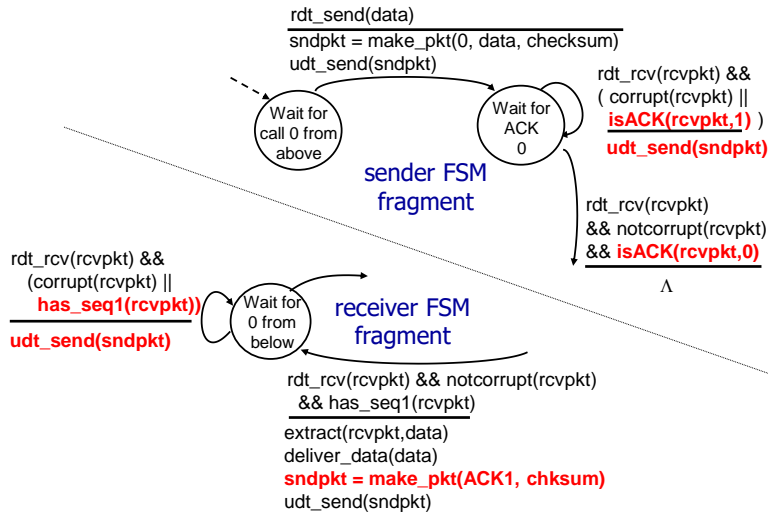 rdt_send(data)
sndpkt = make_pkt(0, data, checksum)
udt_send(sndpkt)
Wait for
call 0 from
above
Wait for
ACK
0
rdt_rcv(rcvpkt) &&
( corrupt(rcvpkt) ||
isACK(rcvpkt,1) )
udt_send(sndpkt)
sender FSM
fragment
rdt_rcv(rcvpkt)
&& notcorrupt(rcvpkt)
&& isACK(rcvpkt,0)
Λ
rdt_rcv(rcvpkt) &&
(corrupt(rcvpkt) ||
has_seq1(rcvpkt))
udt_send(sndpkt)
Wait for
0 from
below
receiver FSM
fragment
rdt_rcv(rcvpkt) && notcorrupt(rcvpkt)
&& has_seq1(rcvpkt)
extract(rcvpkt,data)
deliver_data(data)
sndpkt = make_pkt(ACK1, chksum)
udt_send(sndpkt)